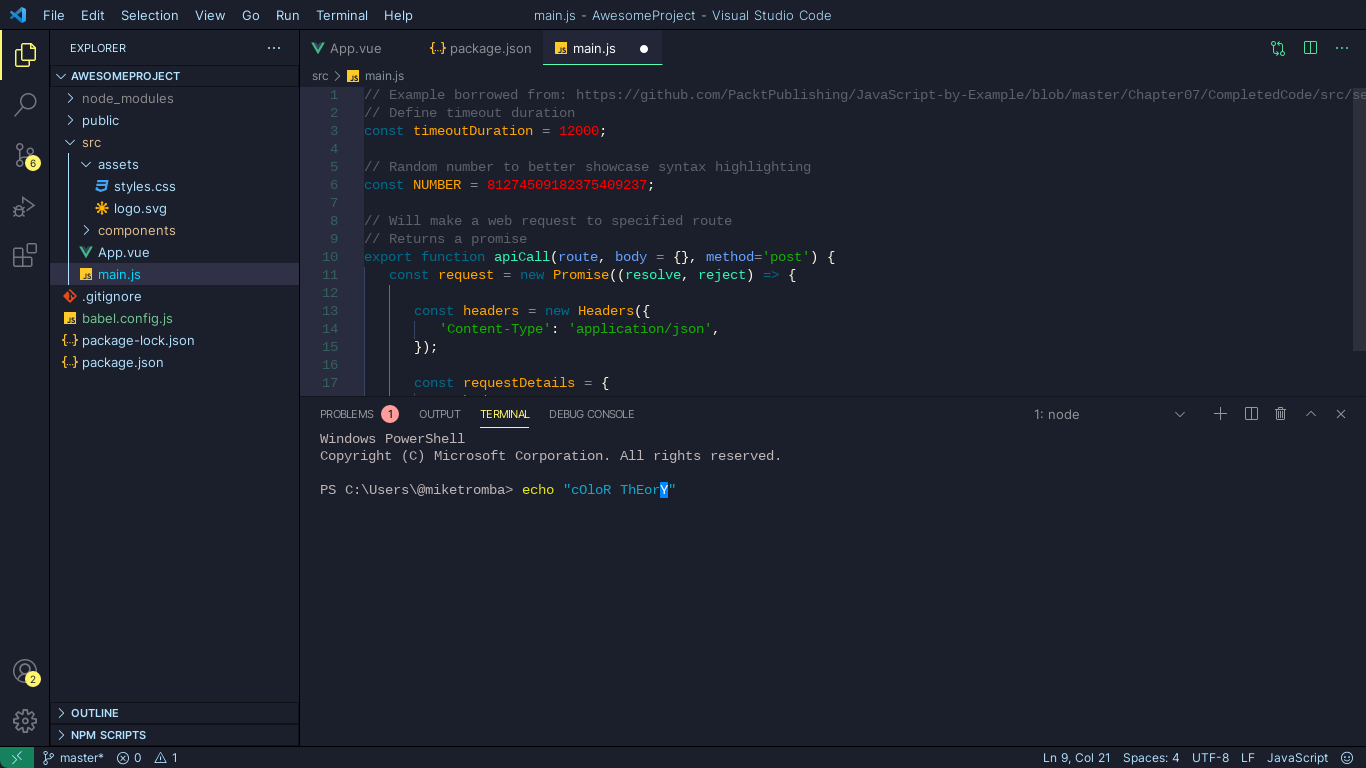 File Edit Selection View Go Run Terminal Help
main.js - AwesomeProject - Visual Studio Code
EXPLORER
AWESOMEPROJECT
node_modules
public
src
assets
styles.css
logo.svg
components
App.vue
main.js
.gitignore
babel.config.js
package-lock.json
package.json
OUTLINE
NPM SCRIPTS
6
2
App.vue
package.json
main.js
src main.js
1 // Example borrowed from: https://github.com/PacktPublishing/JavaScript-by-Example/blob/master/Chapter07/CompletedCode/src/se
2 // Define timeout duration
3 const timeoutDuration = 12000;
4
5 // Random number to better showcase syntax highlighting
6 const NUMBER = 81274509182375409237;
7
8 // Will make a web request to specified route
9 // Returns a promise
10 export function apiCall(route, body = {}, method='post') {
11 const request = new Promise((resolve, reject) => {
12
13 const headers = new Headers({
14 'Content-Type': 'application/json',
15 });
16
17 const requestDetails = {
PROBLEMS 1 OUTPUT TERMINAL DEBUG CONSOLE 1: node
Windows PowerShell
Copyright (C) Microsoft Corporation. All rights reserved.
PS C:\Users\@miketromba> echo "cOloR ThEorY"
master* 0 1 Ln 9, Col 21 Spaces: 4 UTF-8 LF JavaScript